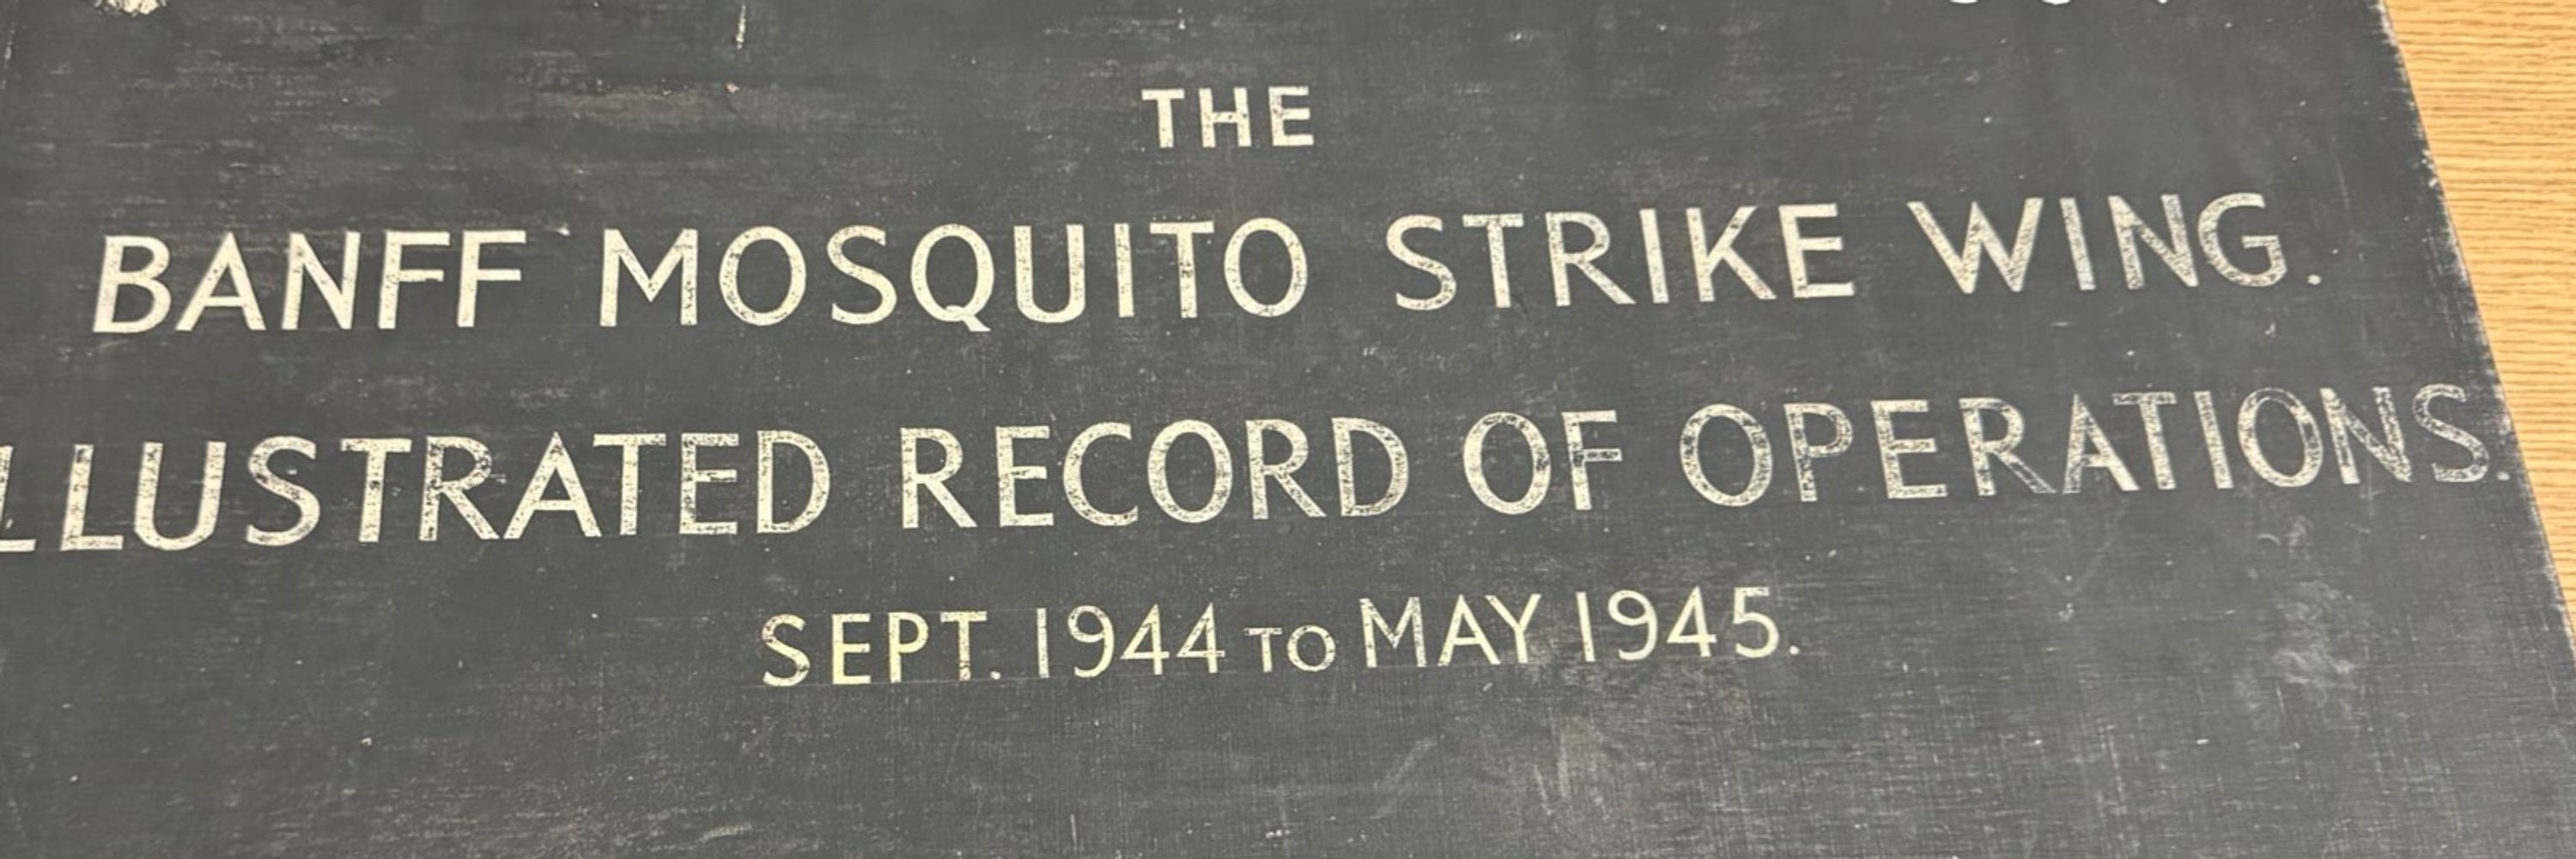 THE
BANFF MOSQUITO STRIKE WING.
LLUSTRATED RECORD OF OPERATIONS.
SEPT. 1944 TO MAY 1945.